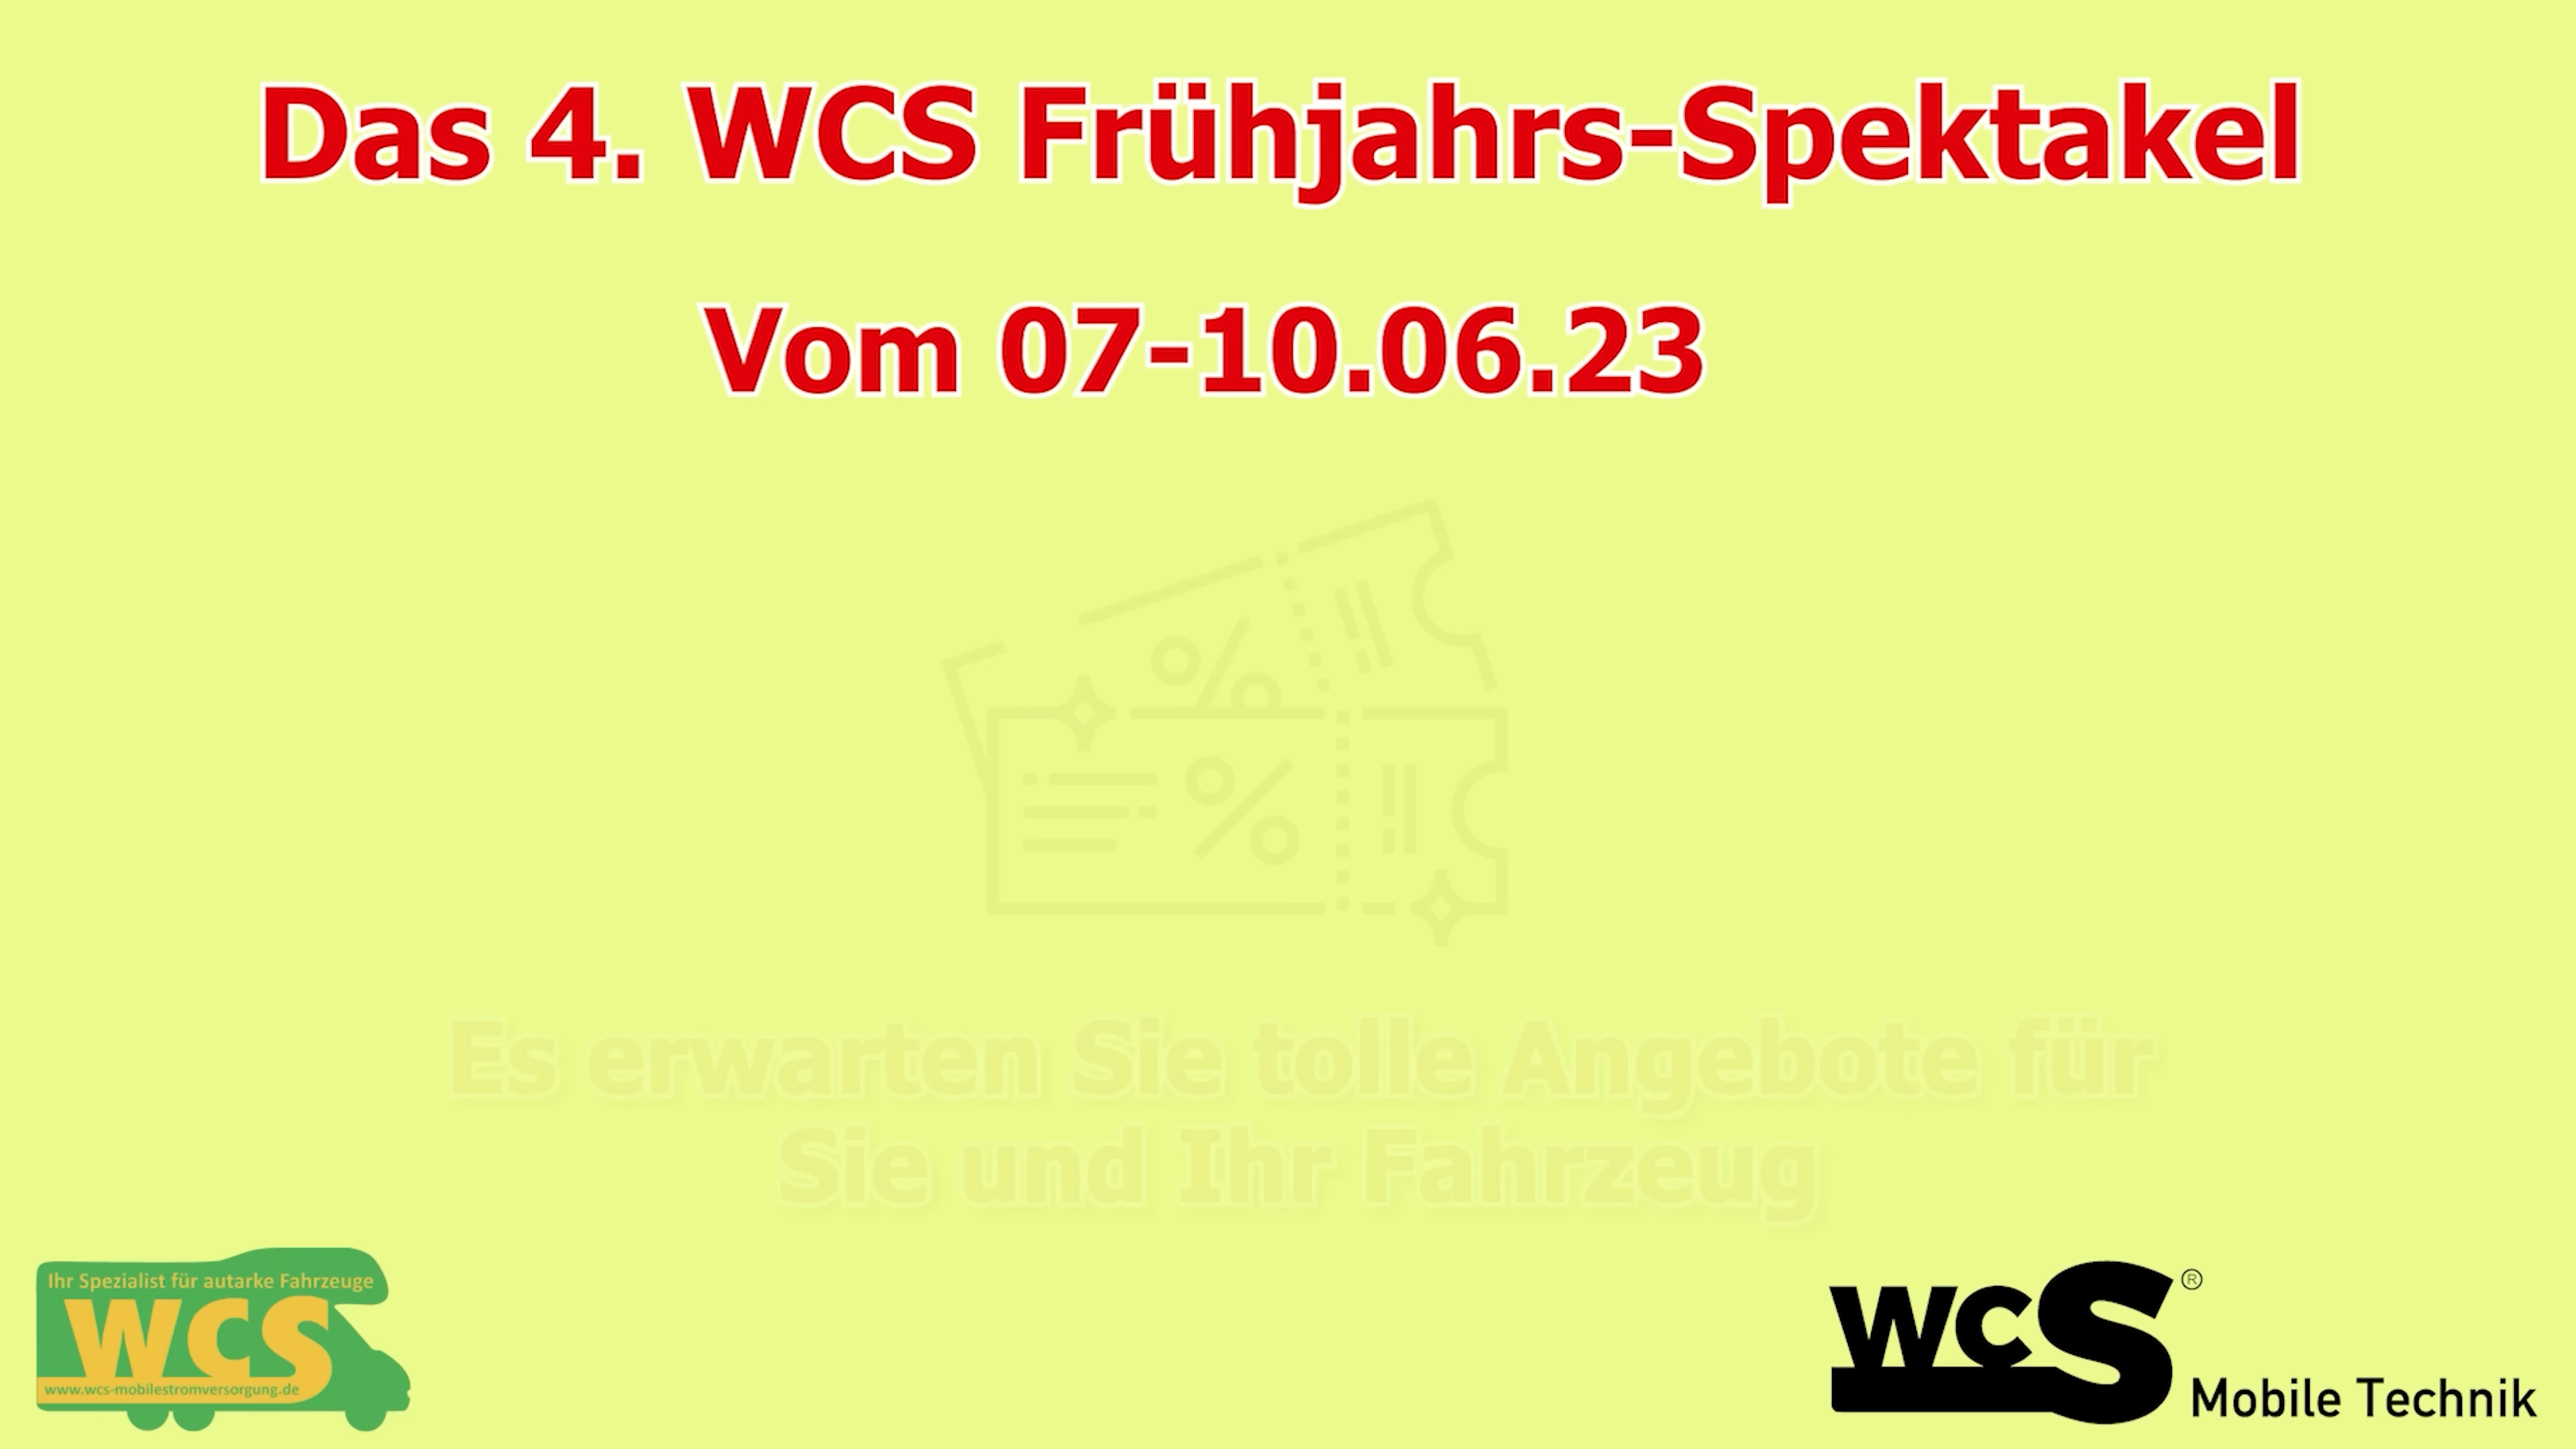 Das 4. WCS Frühjahrs-Spektakel
Vom 07-10.06.23
% 
%
Es erwarten Sie tolle Angebote für
Sie und Ihr Fahrzeug
Ihr Spezialist für autarke Fahrzeuge
WCS
www.wcs-mobilestromversorgung.de
WCS®
Mobile Technik